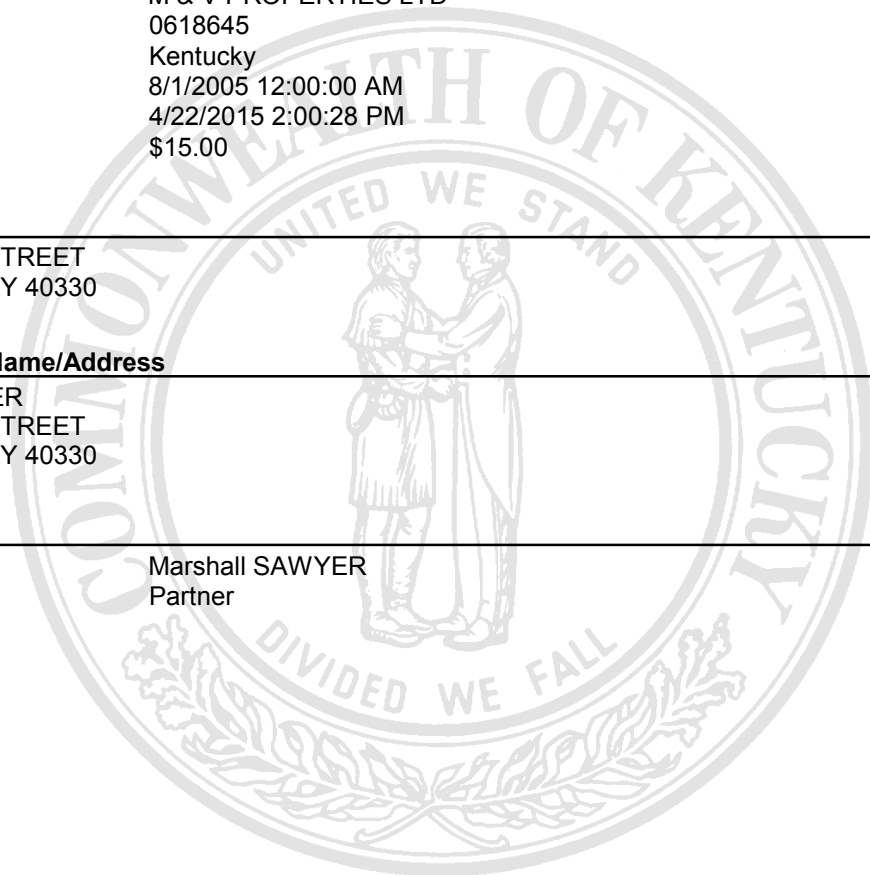 0618645
Kentucky
8/1/2005 12:00:00 AM
4/22/2015 2:00:28 PM
$15.00
COMMONWEALTH OF KENTUCKY
UNITED WE STAND
TREET
Y 40330
ame/Address
ER
TREET
Y 40330
Marshall SAWYER
Partner
DIVIDED WE FALL